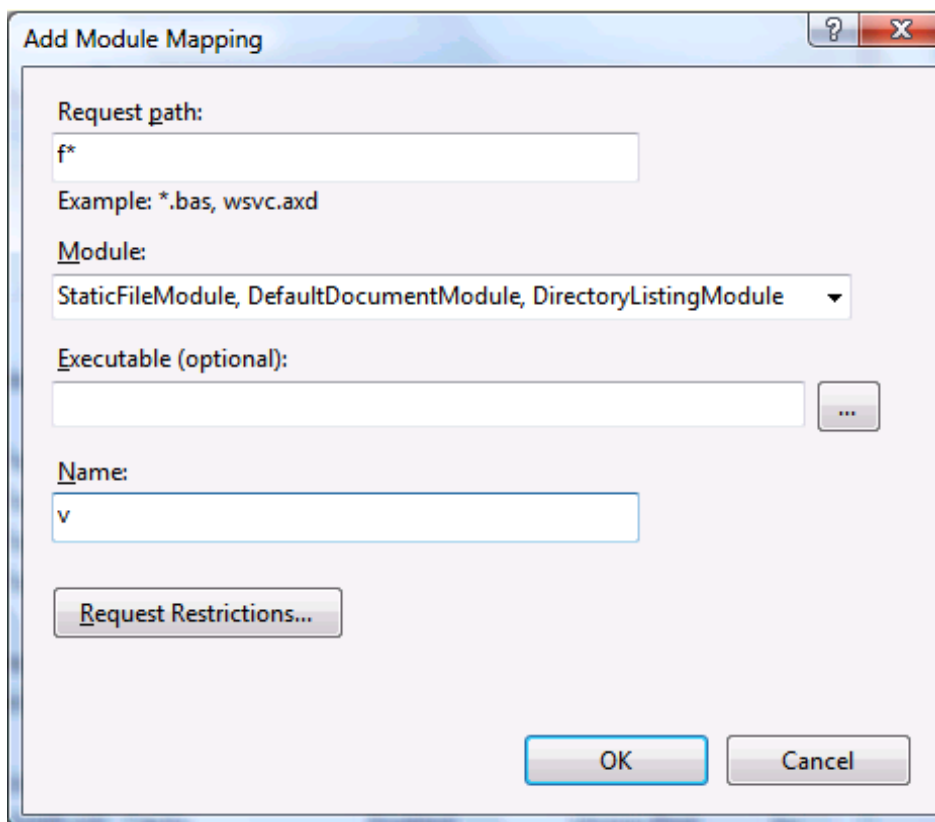 Add Module Mapping
?
X
Request path:
f*
Example: *.bas, wsvc.axd
Module:
StaticFileModule, DefaultDocumentModule, DirectoryListingModule
Executable (optional):
...
Name:
v
Request Restrictions...
OK
Cancel